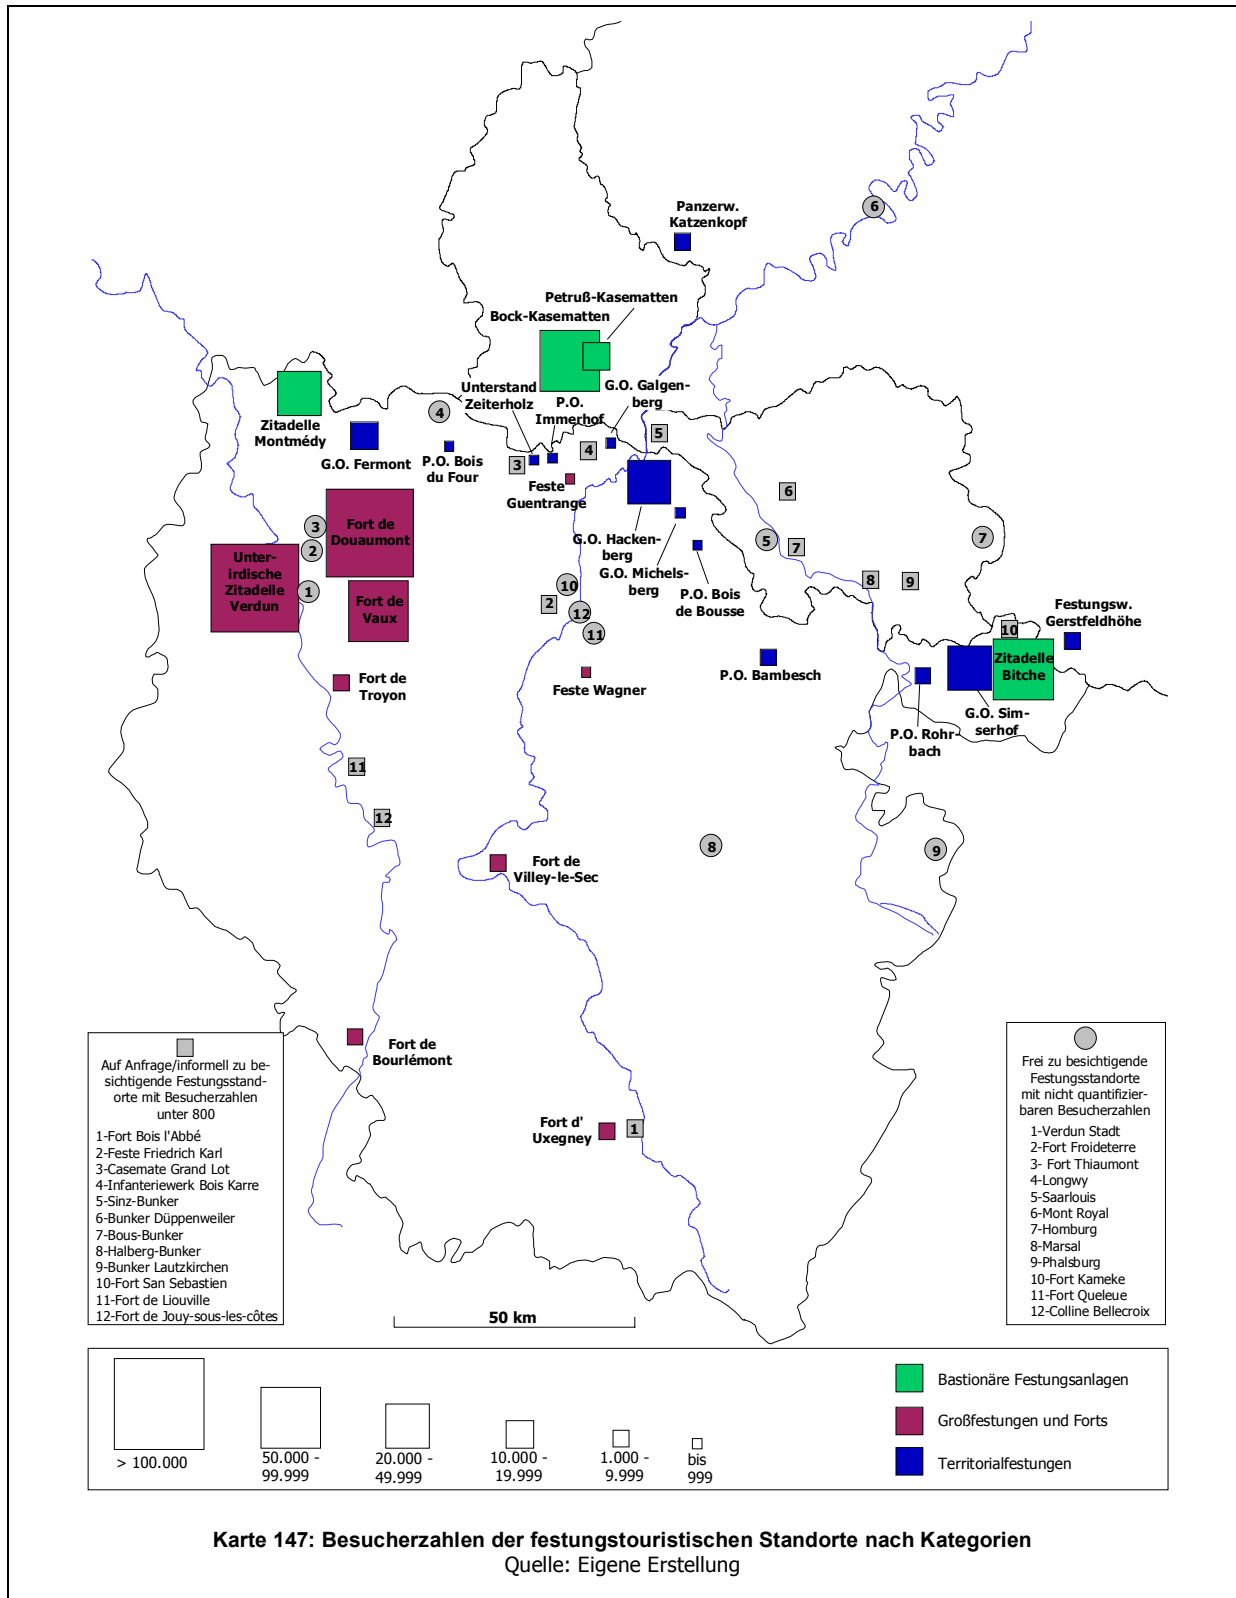 6
Panzerw.
Katzenkopf
Petruß-Kasematten
Bock-Kasematten
Unterstand
Zeiterholz
P.O.
Immerhof
G.O. Galgen-
berg
Zitadelle
Montmédy
G.O. Fermont
4
P.O. Bois
du Four
3
4
5
Feste
Guentrange
6
3
Fort de
Douaumont
2
Unter-
irdische
Zitadelle
Verdun
1
Fort de
Vaux
G.O. Hacken-
berg
G.O. Michels-
berg
P.O. Bois
de Bousse
5
7
7
8
9
10
2
12
11
Festungsw.
Gerstfeldhöhe
10
Zitadelle
Bitche
P.O. Bambesch
Feste Wagner
Fort de
Troyon
G.O. Sim-
serhof
P.O. Rohr-
bach
11
12
8
9
Fort de
Villey-le-Sec
Fort de
Bourlémont
Fort d'
Uxegney
1
Auf Anfrage/informell zu be-
sichtigende Festungsstand-
orte mit Besucherzahlen
unter 800
1-Fort Bois l'Abbé
2-Feste Friedrich Karl
3-Casemate Grand Lot
4-Infanteriewerk Bois Karre
5-Sinz-Bunker
6-Bunker Düppenweiler
7-Bous-Bunker
8-Halberg-Bunker
9-Bunker Lautzkirchen
10-Fort San Sebastien
11-Fort de Liouville
12-Fort de Jouy-sous-les-côtes
Frei zu besichtigende
Festungsstandorte
mit nicht quantifizier-
baren Besucherzahlen
1-Verdun Stadt
2-Fort Froideterre
3- Fort Thiaumont
4-Longwy
5-Saarlouis
6-Mont Royal
7-Homburg
8-Marsal
9-Phalsburg
10-Fort Kameke
11-Fort Queleue
12-Colline Bellecroix
50 km
> 100.000
50.000 -
99.999
20.000 -
49.999
10.000 -
19.999
1.000 -
9.999
bis
999
Bastionäre Festungsanlagen
Großfestungen und Forts
Territorialfestungen
Karte 147: Besucherzahlen der festungstouristischen Standorte nach Kategorien
Quelle: Eigene Erstellung